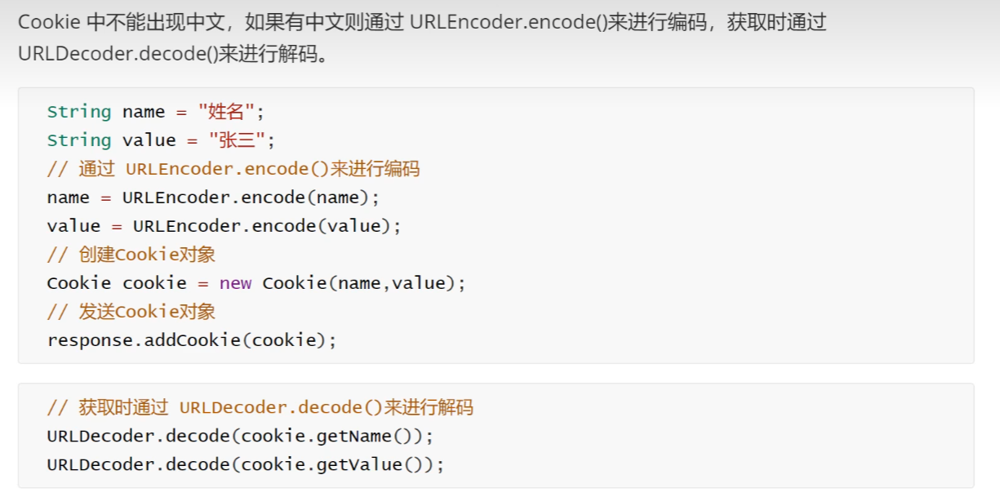 Cookie 中不能出现中文，如果有中文则通过 URLEncoder.encode()来进行编码，获取时通过
URLDecoder.decode()来进行解码。
String name = "姓名";
String value = "张三";
// 通过 URLEncoder.encode()来进行编码
name = URLEncoder.encode(name);
value = URLEncoder.encode(value);
// 创建Cookie对象
Cookie cookie = new Cookie(name,value);
// 发送Cookie对象
response.addCookie(cookie);
// 获取时通过 URLDecoder.decode()来进行解码
URLDecoder.decode(cookie.getName());
URLDecoder.decode(cookie.getValue());